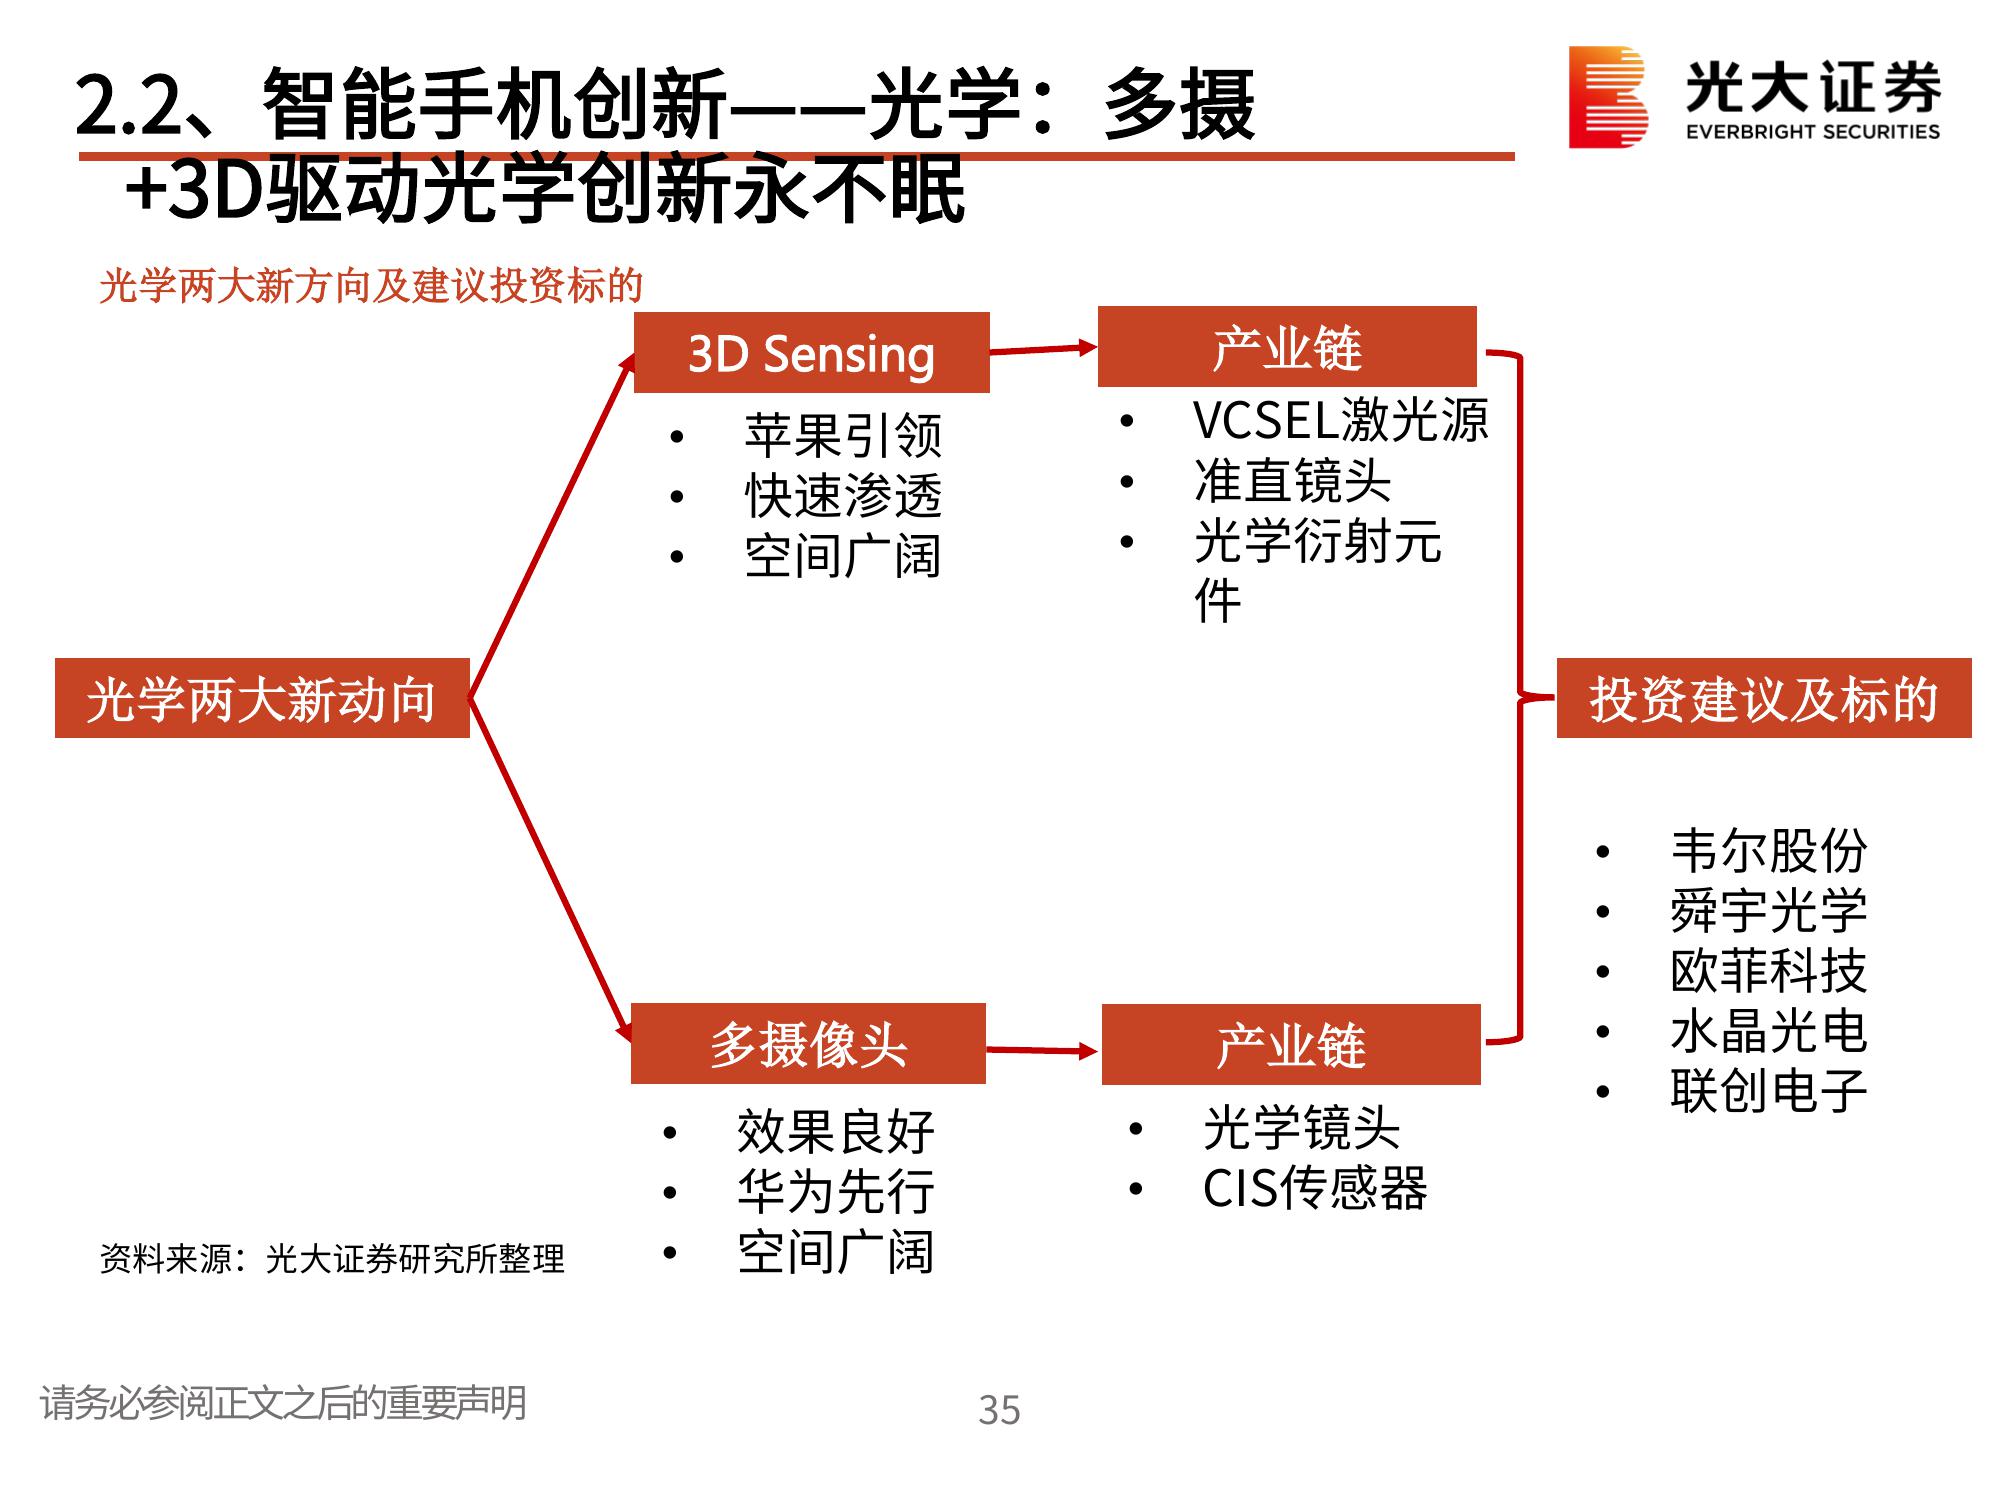 2.2、智能手机创新——光学：多摄
+3D驱动光学创新永不眠
光大证券
EVERBRIGHT SECURITIES
光学两大新方向及建议投资标的
3D Sensing
• 苹果引领
• 快速渗透
• 空间广阔
产业链
• VCSEL激光源
• 准直镜头
• 光学衍射元
件
光学两大新动向
投资建议及标的
• 韦尔股份
• 舜宇光学
• 欧菲科技
• 水晶光电
• 联创电子
多摄像头
• 效果良好
• 华为先行
• 空间广阔
产业链
• 光学镜头
• CIS传感器
资料来源：光大证券研究所整理
请务必参阅正文之后的重要声明
35